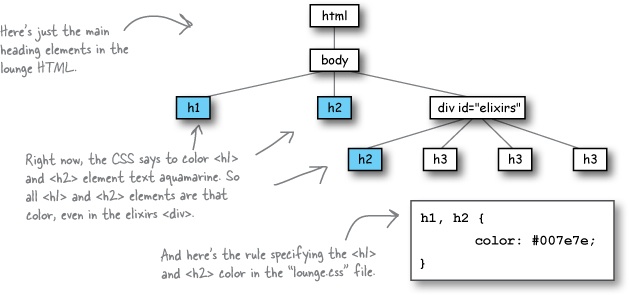 Here's just the main
heading elements in the
lounge HTML.
html
body
h1
h2
div id="elixirs"
h2
h3
h3
h3
Right now, the CSS says to color <h1>
and <h2> element text aquamarine. So
all <h1> and <h2> elements are that
color, even in the elixirs <div>.
And here's the rule specifying the <h1>
and <h2> color in the "lounge.css" file.
h1, h2 {
color: #007e7e;
}